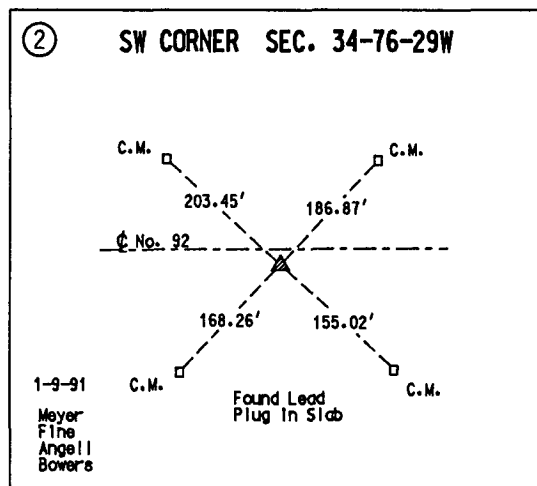 2 SW CORNER SEC. 34-76-29W
C.M. C.M.
203.45' 186.87'
℄ No. 92
168.26' 155.02'
1-9-91 C.M. Found Lead C.M.
Plug in Slab
Meyer
Fine
Angell
Bowers